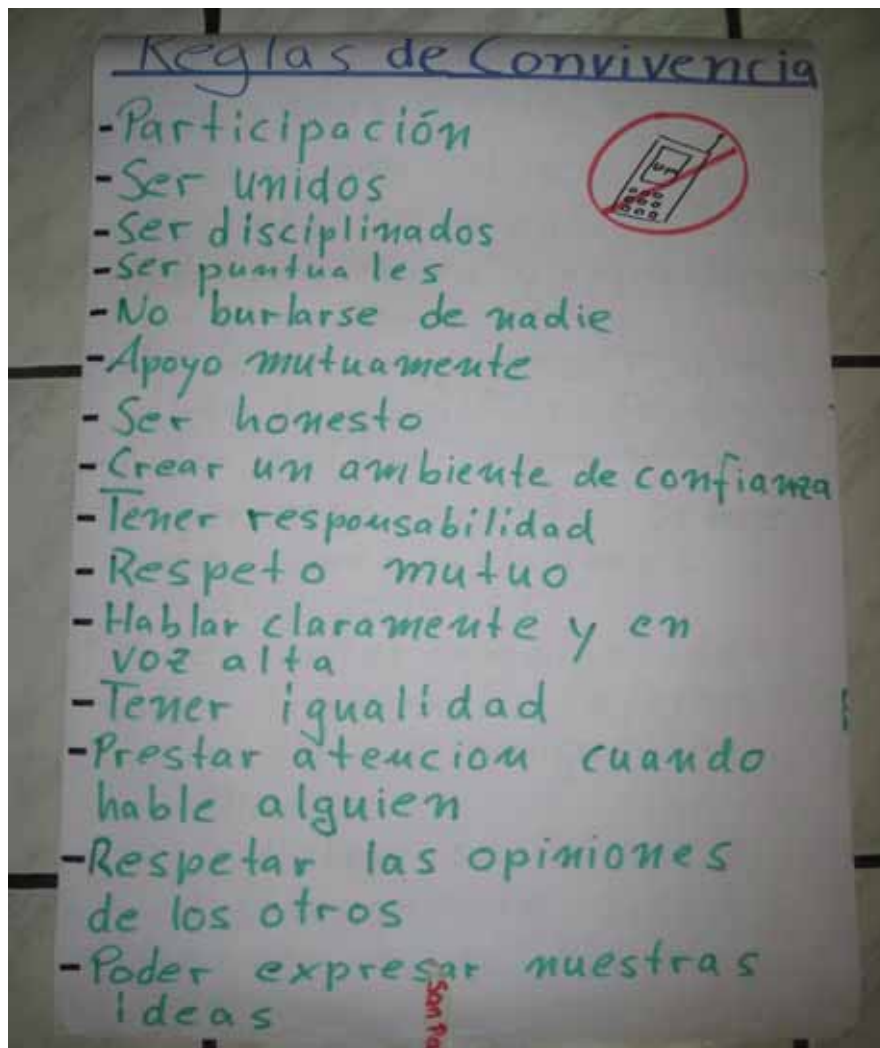 Reglas de Convivencia
-Participación
-Ser unidos
-Ser disciplinados
-Ser puntuales
-No burlarse de nadie
-Apoyo mutuamente
-Ser honesto
-Crear un ambiente de confianza
-Tener responsabilidad
-Respeto mutuo
-Hablar claramente y en
voz alta
-Tener igualidad
-Prestar atencion cuando
hable alguien
-Respetar las opiniones
de los otros
-Poder expresar nuestras
ideas